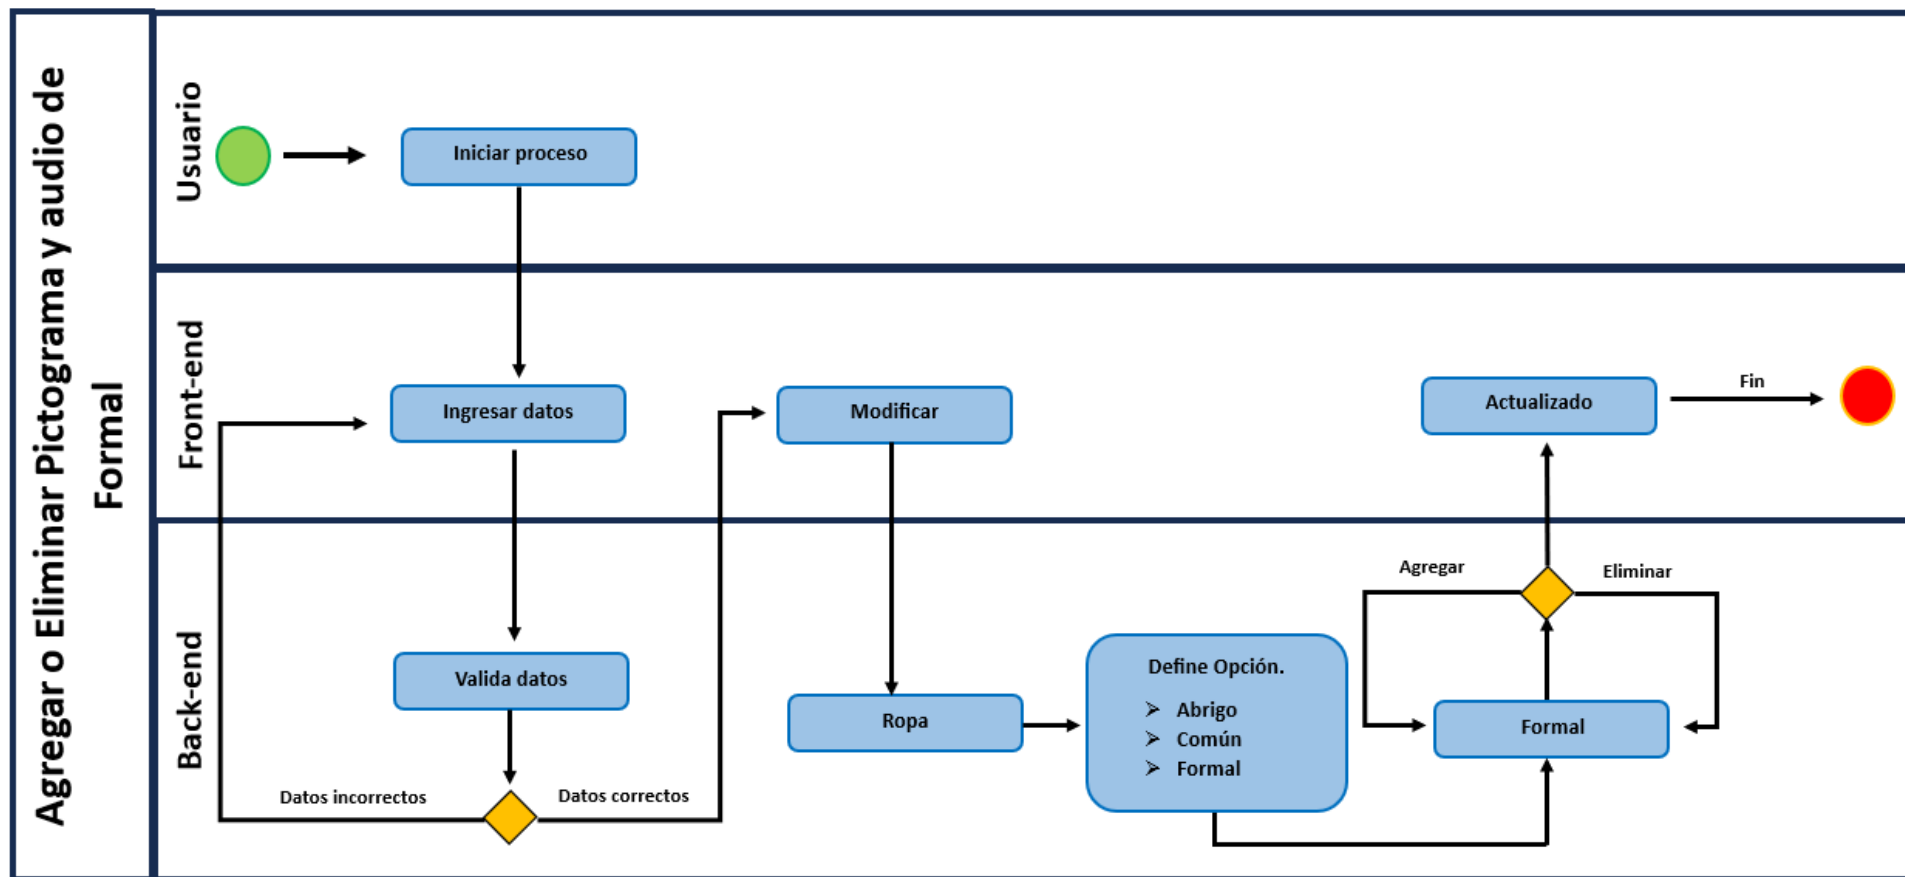 Agregar o Eliminar Pictograma y audio de
Formal
Usuario
Iniciar proceso
Front-end
Ingresar datos
Modificar
Actualizado
Fin
Back-end
Valida datos
Datos incorrectos
Datos correctos
Ropa
Define Opción.
➢ Abrigo
➢ Común
➢ Formal
Agregar
Eliminar
Formal